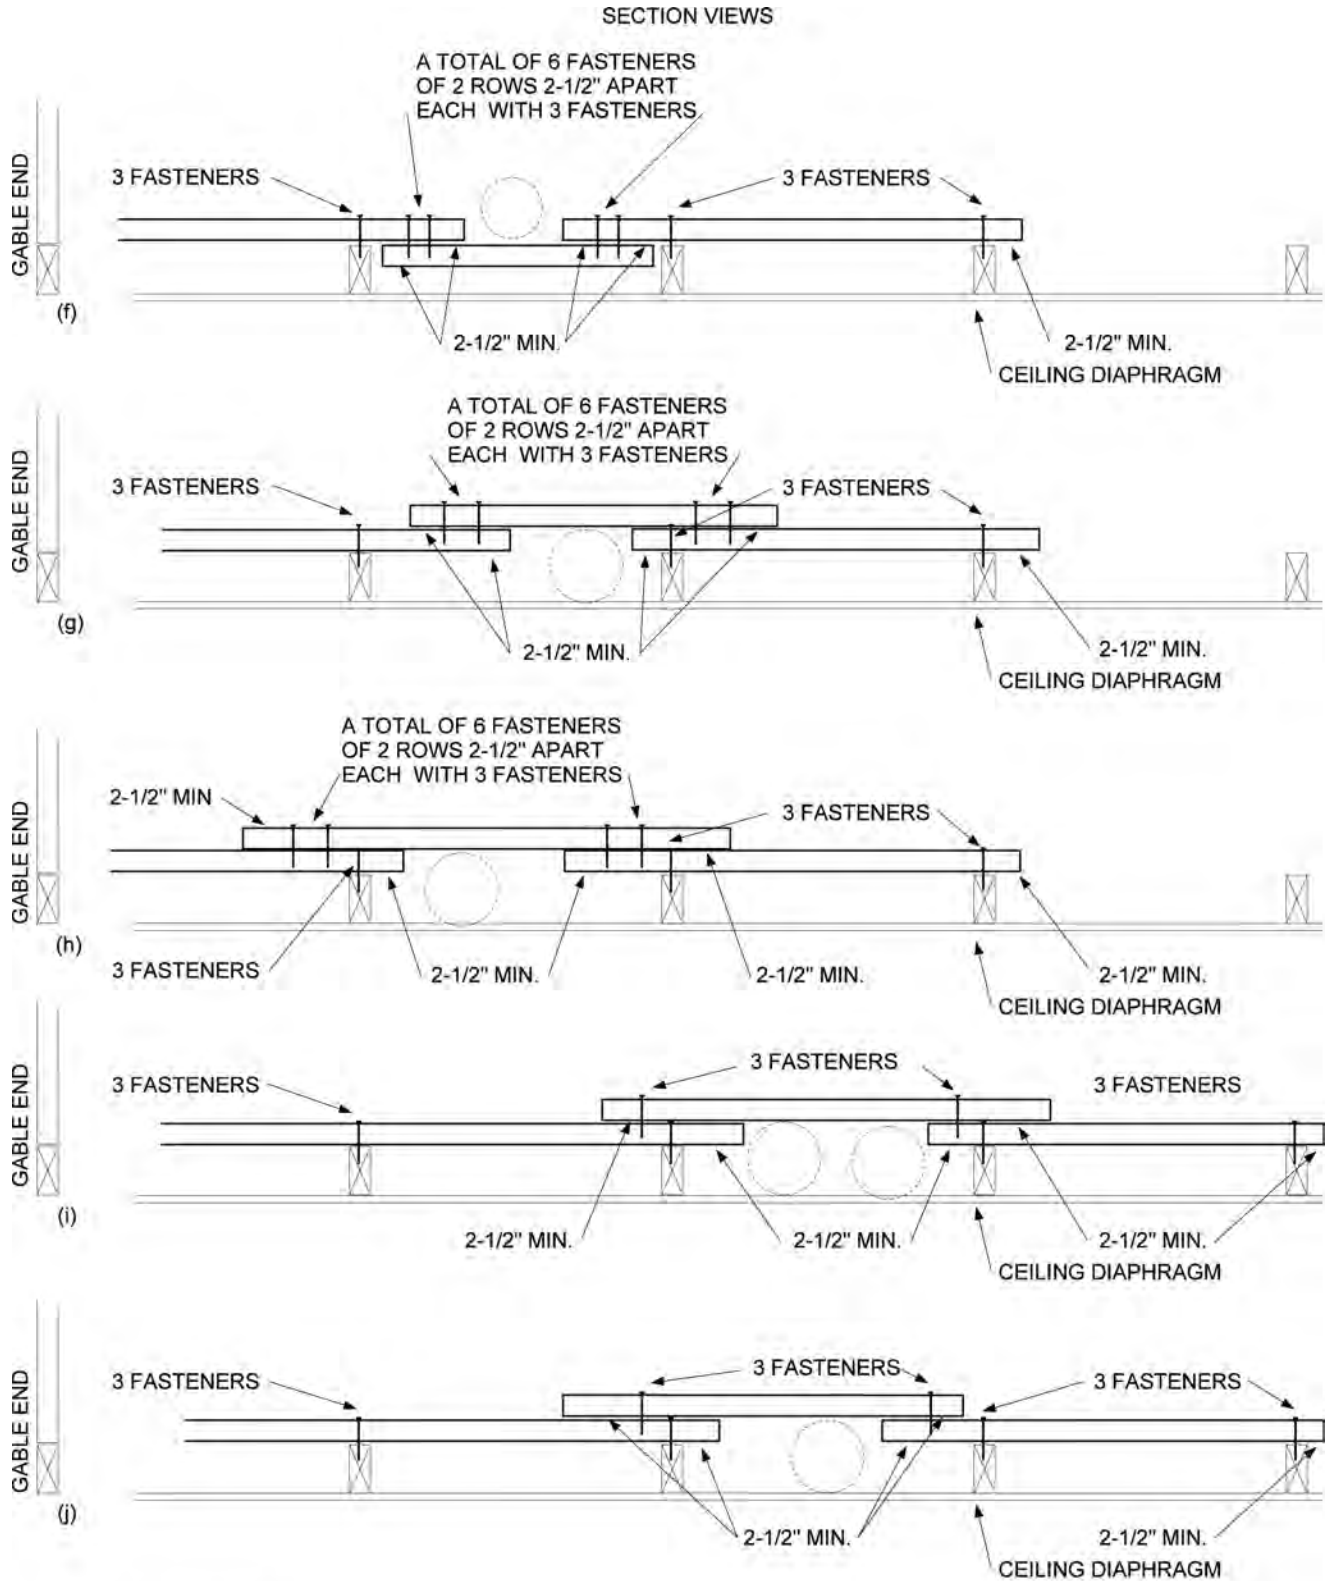 SECTION VIEWS
A TOTAL OF 6 FASTENERS
OF 2 ROWS 2-1/2" APART
EACH WITH 3 FASTENERS
GABLE END
3 FASTENERS
3 FASTENERS
(f)
2-1/2" MIN.
2-1/2" MIN.
CEILING DIAPHRAGM
A TOTAL OF 6 FASTENERS
OF 2 ROWS 2-1/2" APART
EACH WITH 3 FASTENERS
GABLE END
3 FASTENERS
3 FASTENERS
(g)
2-1/2" MIN.
2-1/2" MIN.
CEILING DIAPHRAGM
A TOTAL OF 6 FASTENERS
OF 2 ROWS 2-1/2" APART
EACH WITH 3 FASTENERS
2-1/2" MIN
GABLE END
3 FASTENERS
(h)
3 FASTENERS
2-1/2" MIN.
2-1/2" MIN.
2-1/2" MIN.
CEILING DIAPHRAGM
GABLE END
3 FASTENERS
3 FASTENERS
3 FASTENERS
(i)
2-1/2" MIN.
2-1/2" MIN.
2-1/2" MIN.
CEILING DIAPHRAGM
GABLE END
3 FASTENERS
3 FASTENERS
3 FASTENERS
(j)
2-1/2" MIN.
2-1/2" MIN.
CEILING DIAPHRAGM